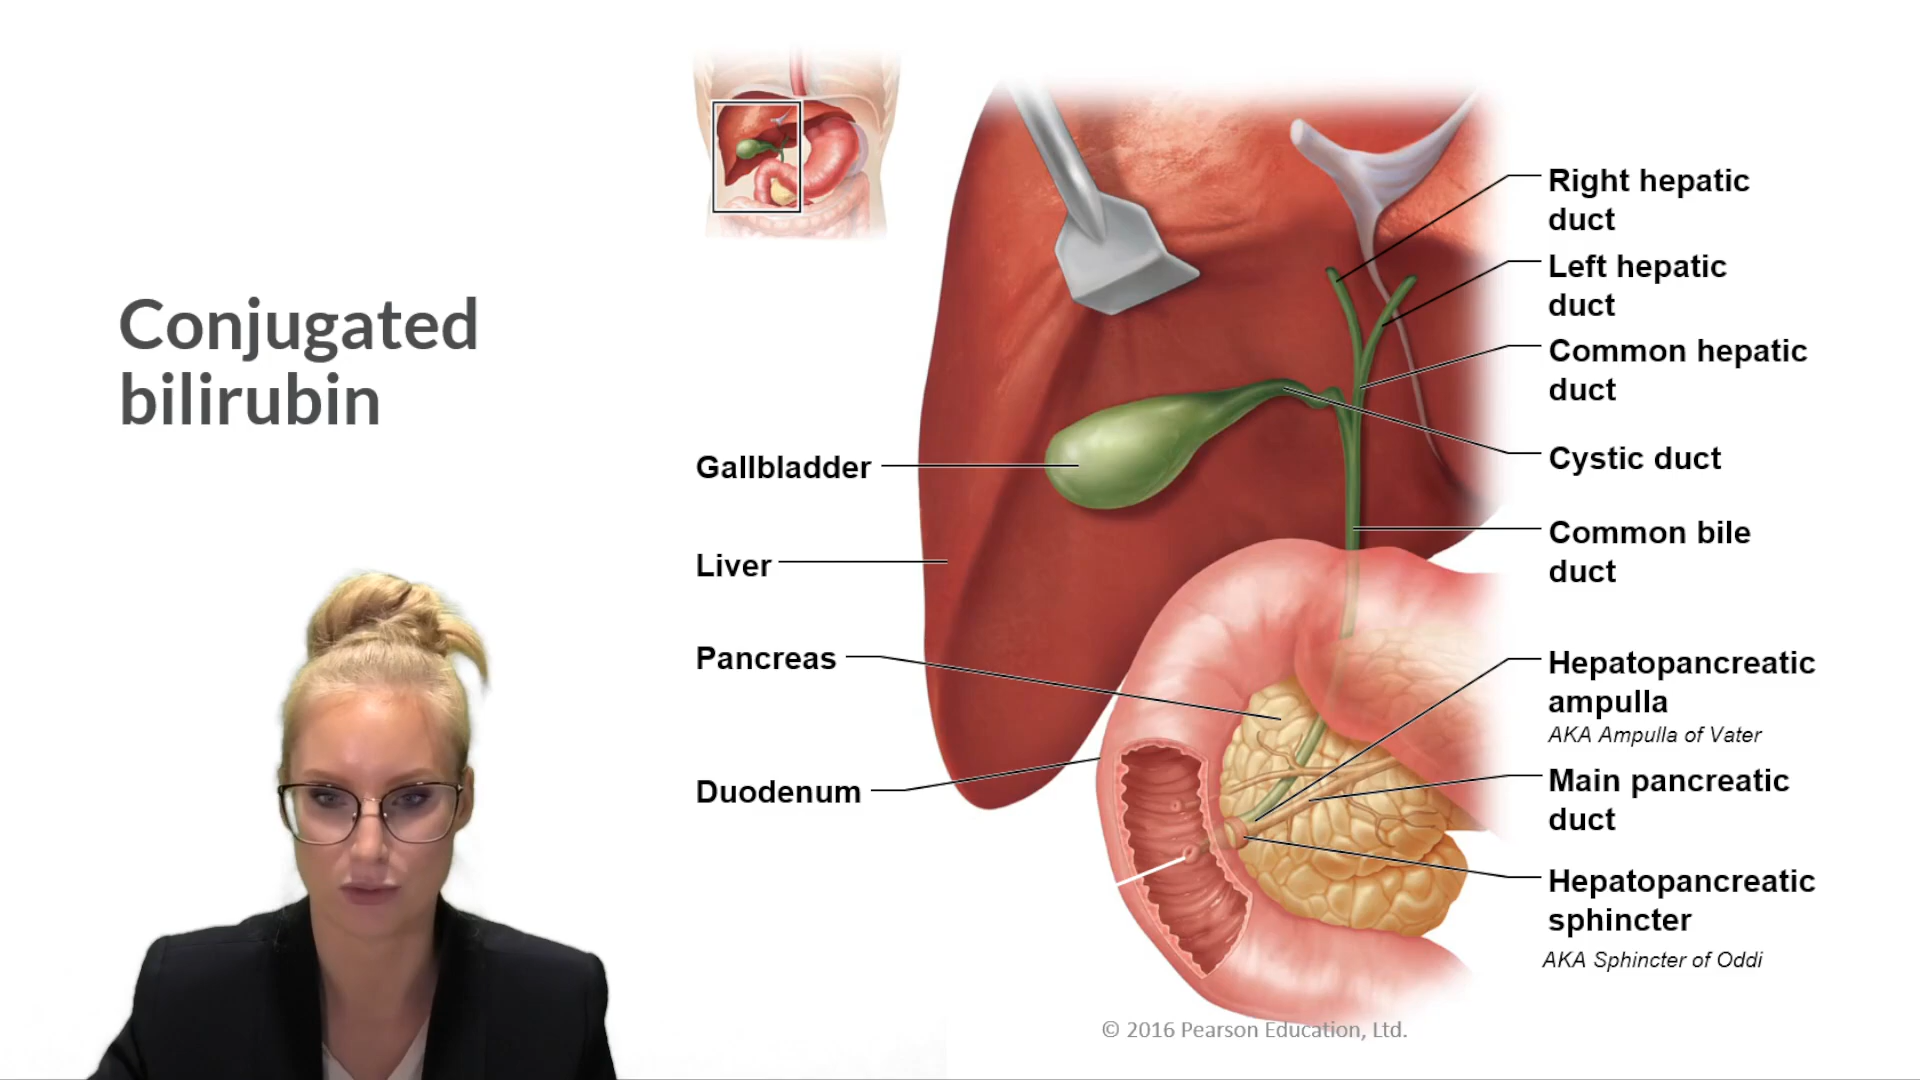 Conjugated
bilirubin
Gallbladder
Liver
Pancreas
Duodenum
Right hepatic
duct
Left hepatic
duct
Common hepatic
duct
Cystic duct
Common bile
duct
Hepatopancreatic
ampulla
AKA Ampulla of Vater
Main pancreatic
duct
Hepatopancreatic
sphincter
AKA Sphincter of Oddi
© 2016 Pearson Education, Ltd.